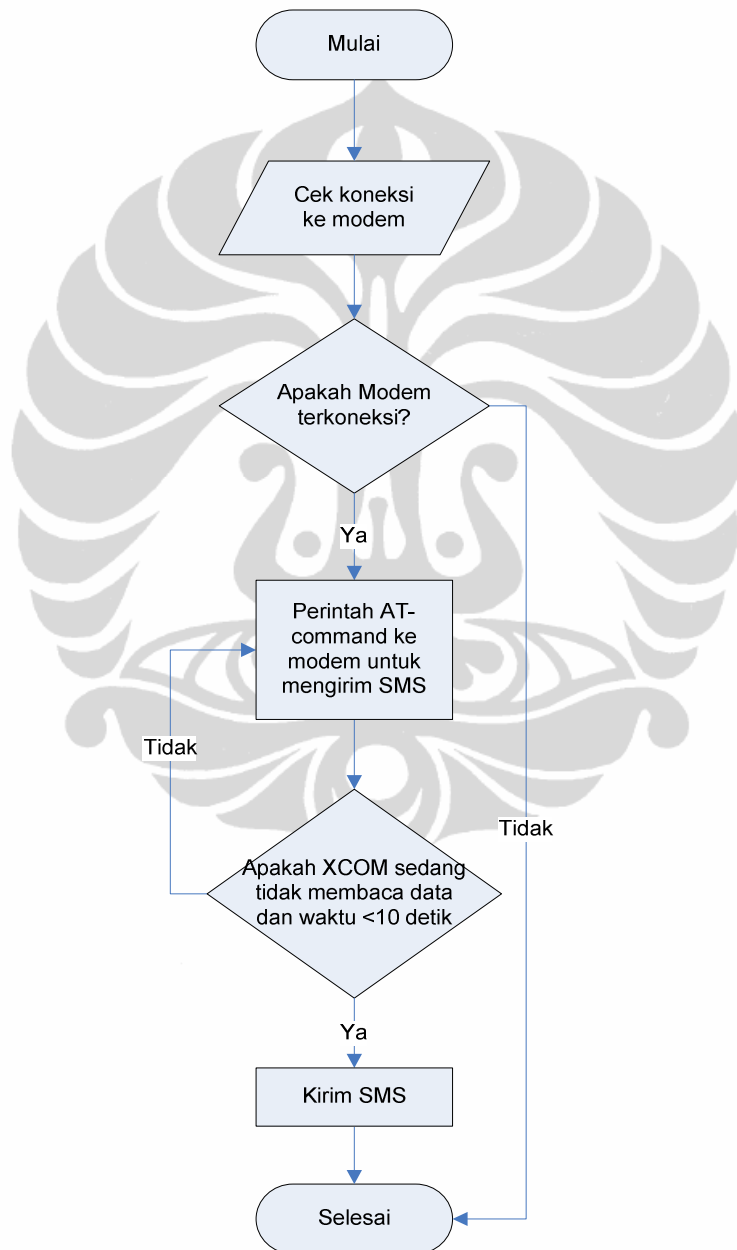 Mulai
Cek koneksi
ke modem
Apakah Modem
terkoneksi?
Ya
Perintah AT-
command ke
modem untuk
mengirim SMS
Tidak
Tidak
Apakah XCOM sedang
tidak membaca data
dan waktu <10 detik
Ya
Kirim SMS
Selesai